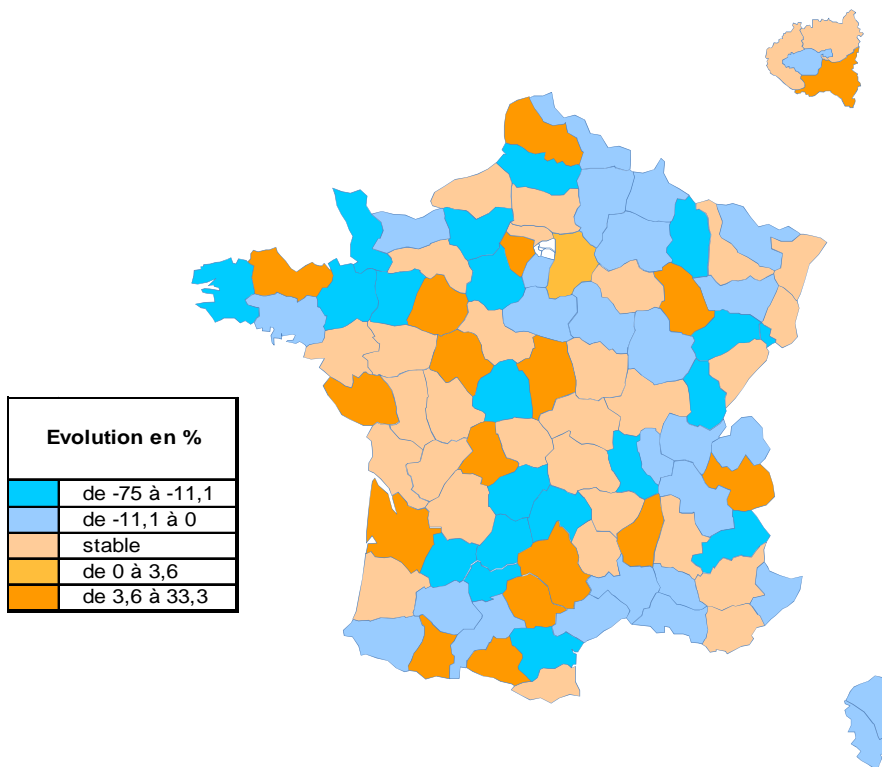 Evolution en %
de -75 à -11,1
de -11,1 à 0
stable
de 0 à 3,6
de 3,6 à 33,3